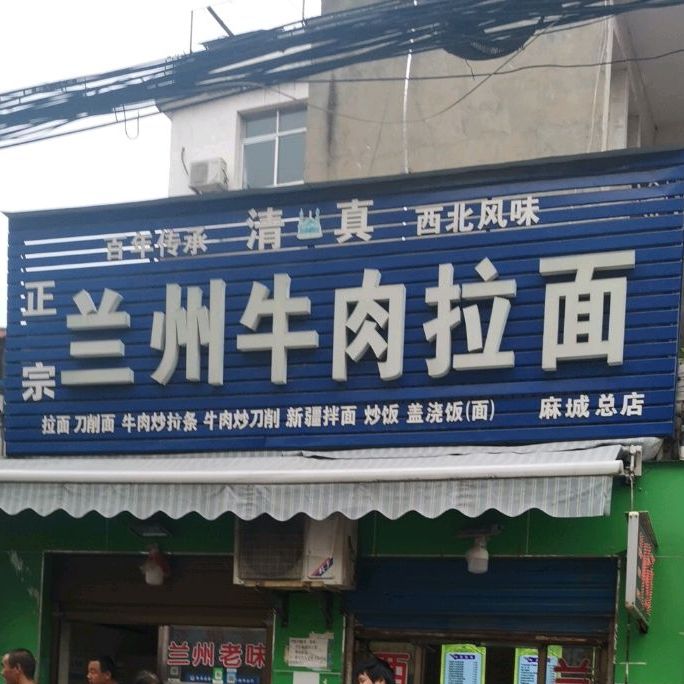 百年传承 清真 西北风味
正宗
兰州牛肉拉面
拉面 刀削面 牛肉炒拉条 牛肉炒刀削 新疆拌面 炒饭 盖浇饭(面) 麻城总店
兰州老味
西
兰